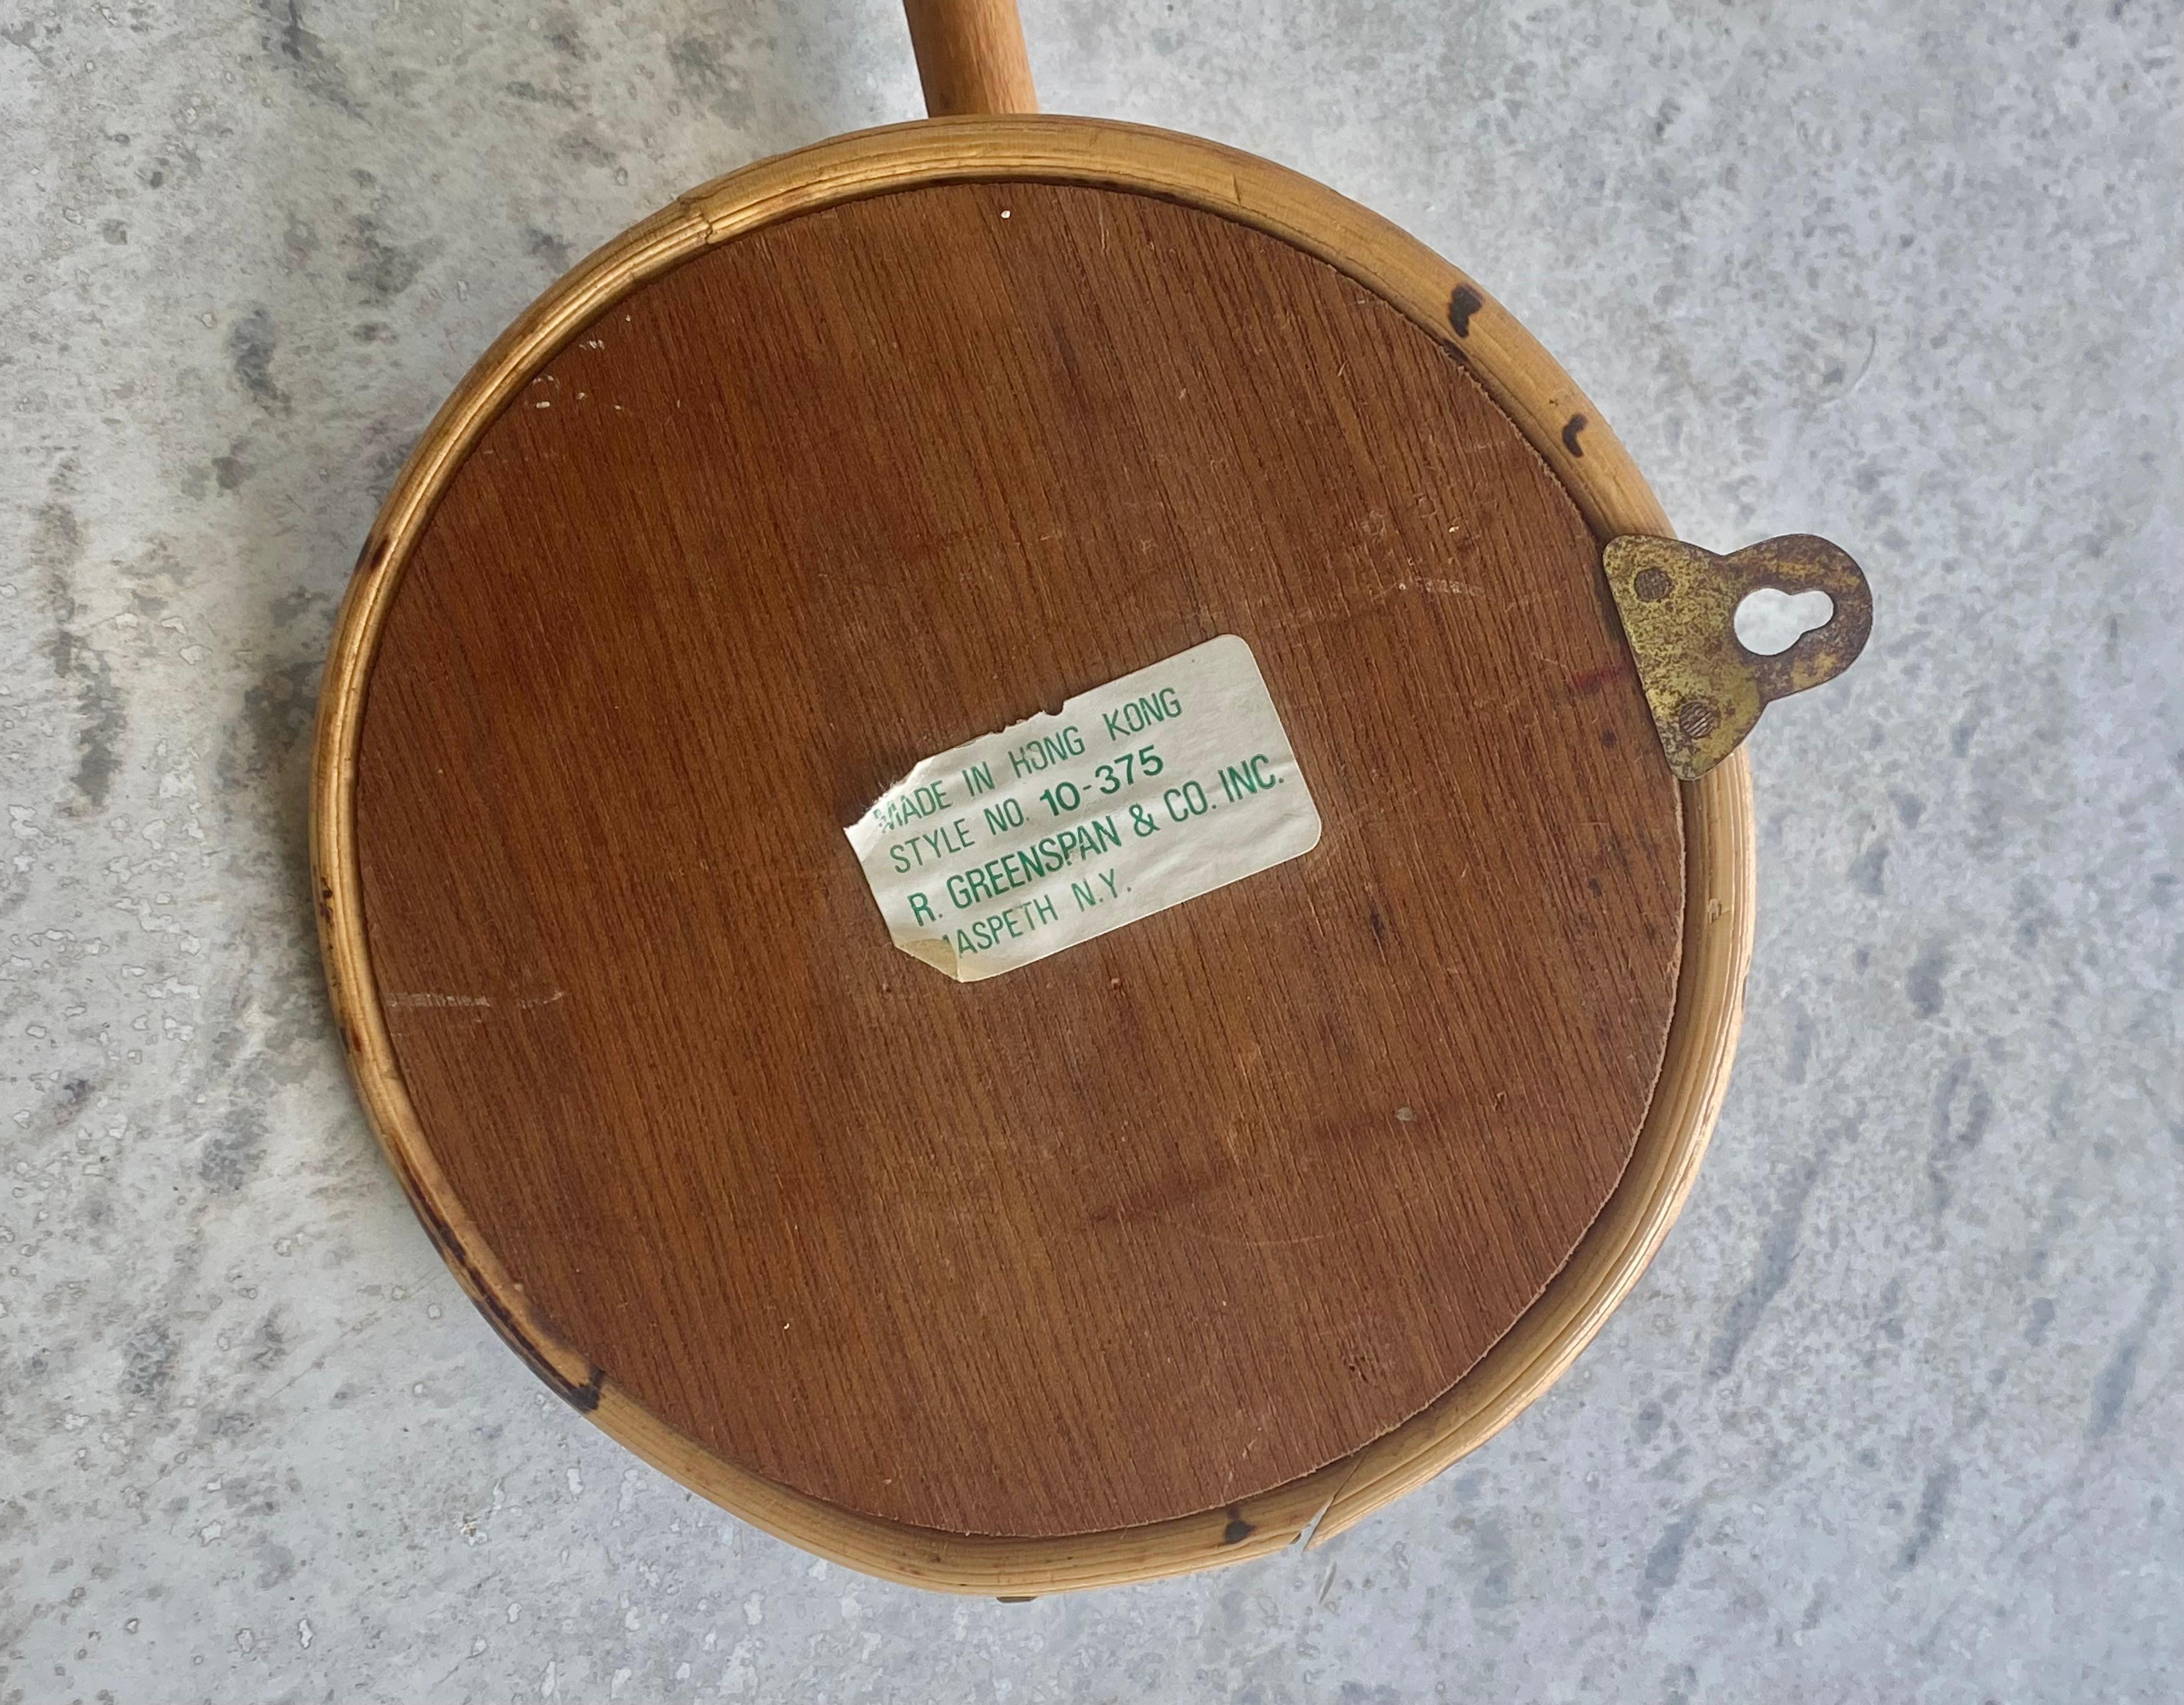 MADE IN HONG KONG
STYLE NO. 10-375
R. GREENSPAN & CO. INC.
MASPETH N.Y.